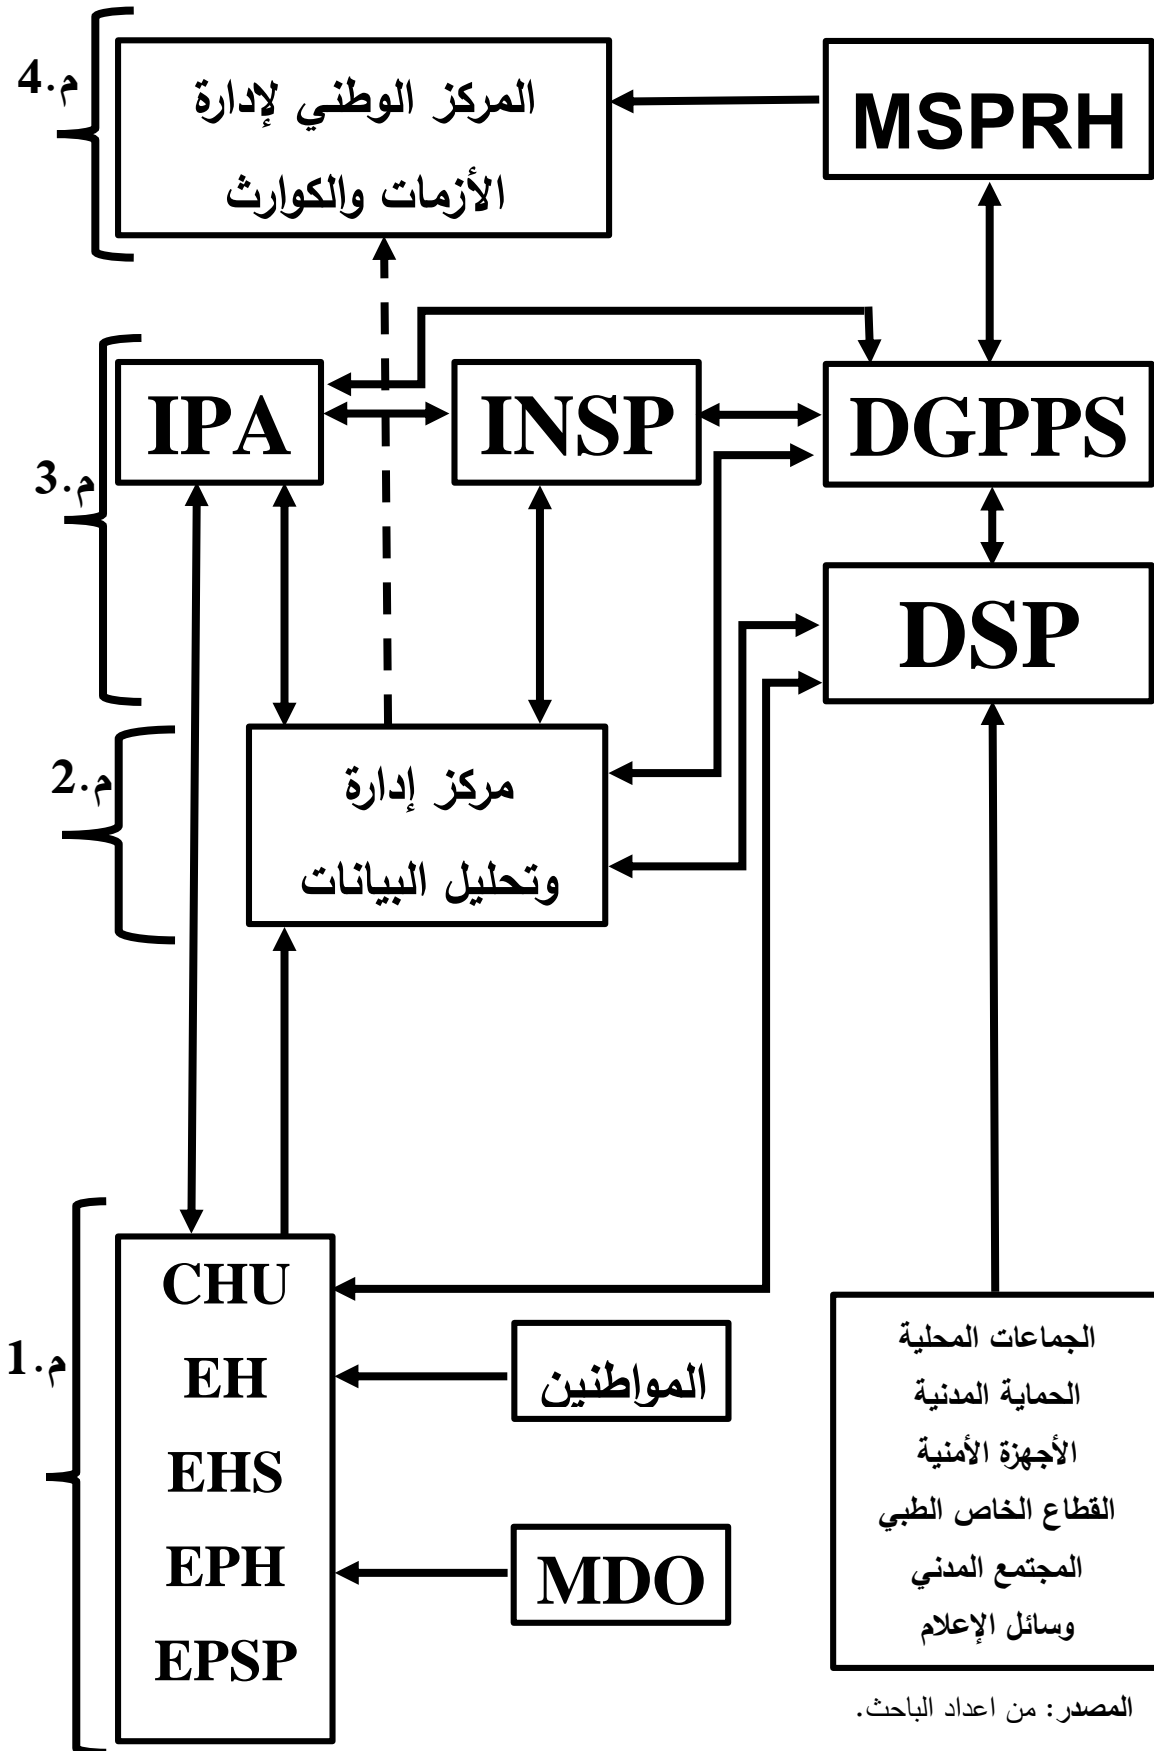 م.4
المركز الوطني لإدارة
الأزمات والكوارث
MSPRH
م.3
IPA
INSP
DGPPS
DSP
م.2
مركز إدارة
وتحليل البيانات
م.1
CHU
EH
EHS
EPH
EPSP
المواطنين
MDO
الجماعات المحلية
الحماية المدنية
الأجهزة الأمنية
القطاع الخاص الطبي
المجتمع المدني
وسائل الإعلام
المصدر: من اعداد الباحث.